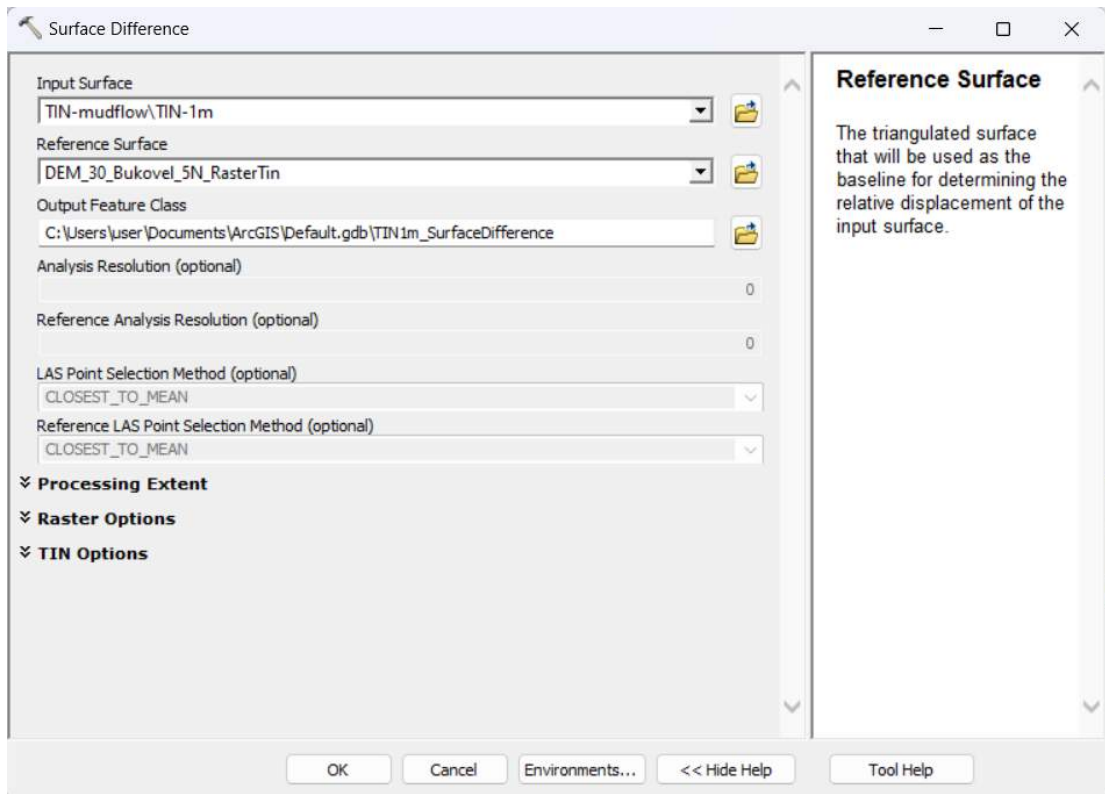 Surface Difference
Input Surface
TIN-mudflow\TIN-1m
Reference Surface
DEM_30_Bukovel_5N_RasterTin
Output Feature Class
C:\Users\user\Documents\ArcGIS\Default.gdb\TIN1m_SurfaceDifference
Analysis Resolution (optional)
0
Reference Analysis Resolution (optional)
0
LAS Point Selection Method (optional)
CLOSEST_TO_MEAN
Reference LAS Point Selection Method (optional)
CLOSEST_TO_MEAN
Processing Extent
Raster Options
TIN Options
Reference Surface
The triangulated surface
that will be used as the
baseline for determining the
relative displacement of the
input surface.
OK Cancel Environments... << Hide Help Tool Help